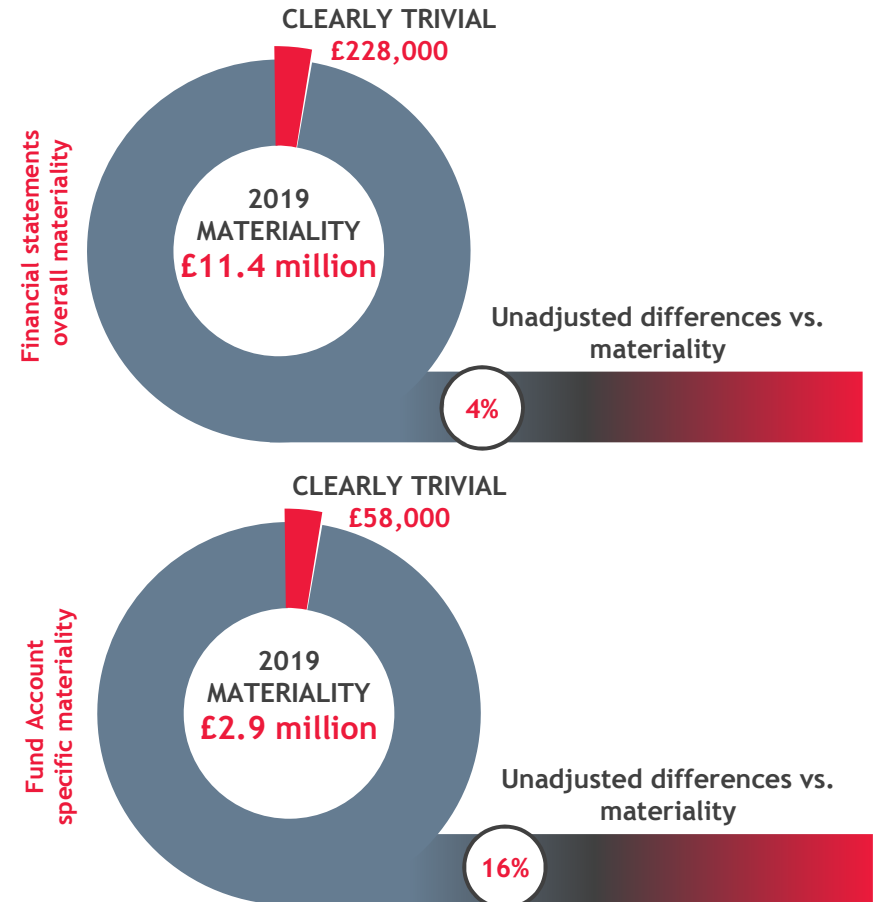 CLEARLY TRIVIAL
£228,000
Financial statements
overall materiality
2019
MATERIALITY
£11.4 million
Unadjusted differences vs.
materiality
4%
CLEARLY TRIVIAL
£58,000
Fund Account
specific materiality
2019
MATERIALITY
£2.9 million
Unadjusted differences vs.
materiality
16%